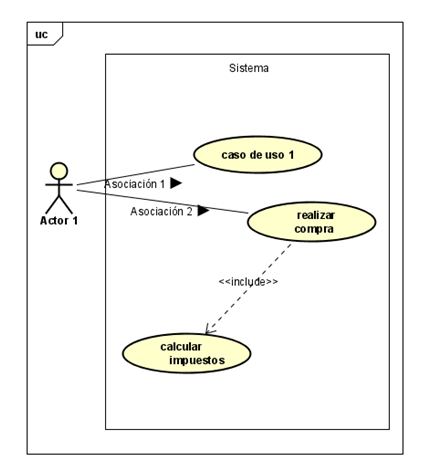 uc
Sistema
caso de uso 1
Asociación 1
Asociación 2
Actor 1
realizar
compra
<<include>>
calcular
impuestos